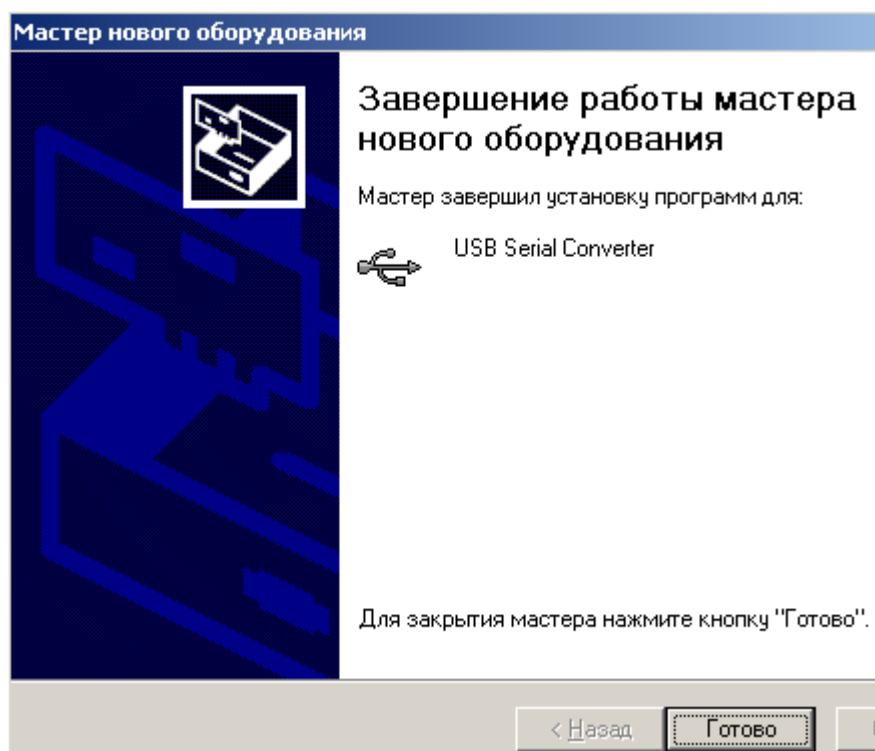 Мастер нового оборудования
Завершение работы мастера
нового оборудования
Мастер завершил установку программ для:
USB Serial Converter
Для закрытия мастера нажмите кнопку "Готово".
< Назад
Готово